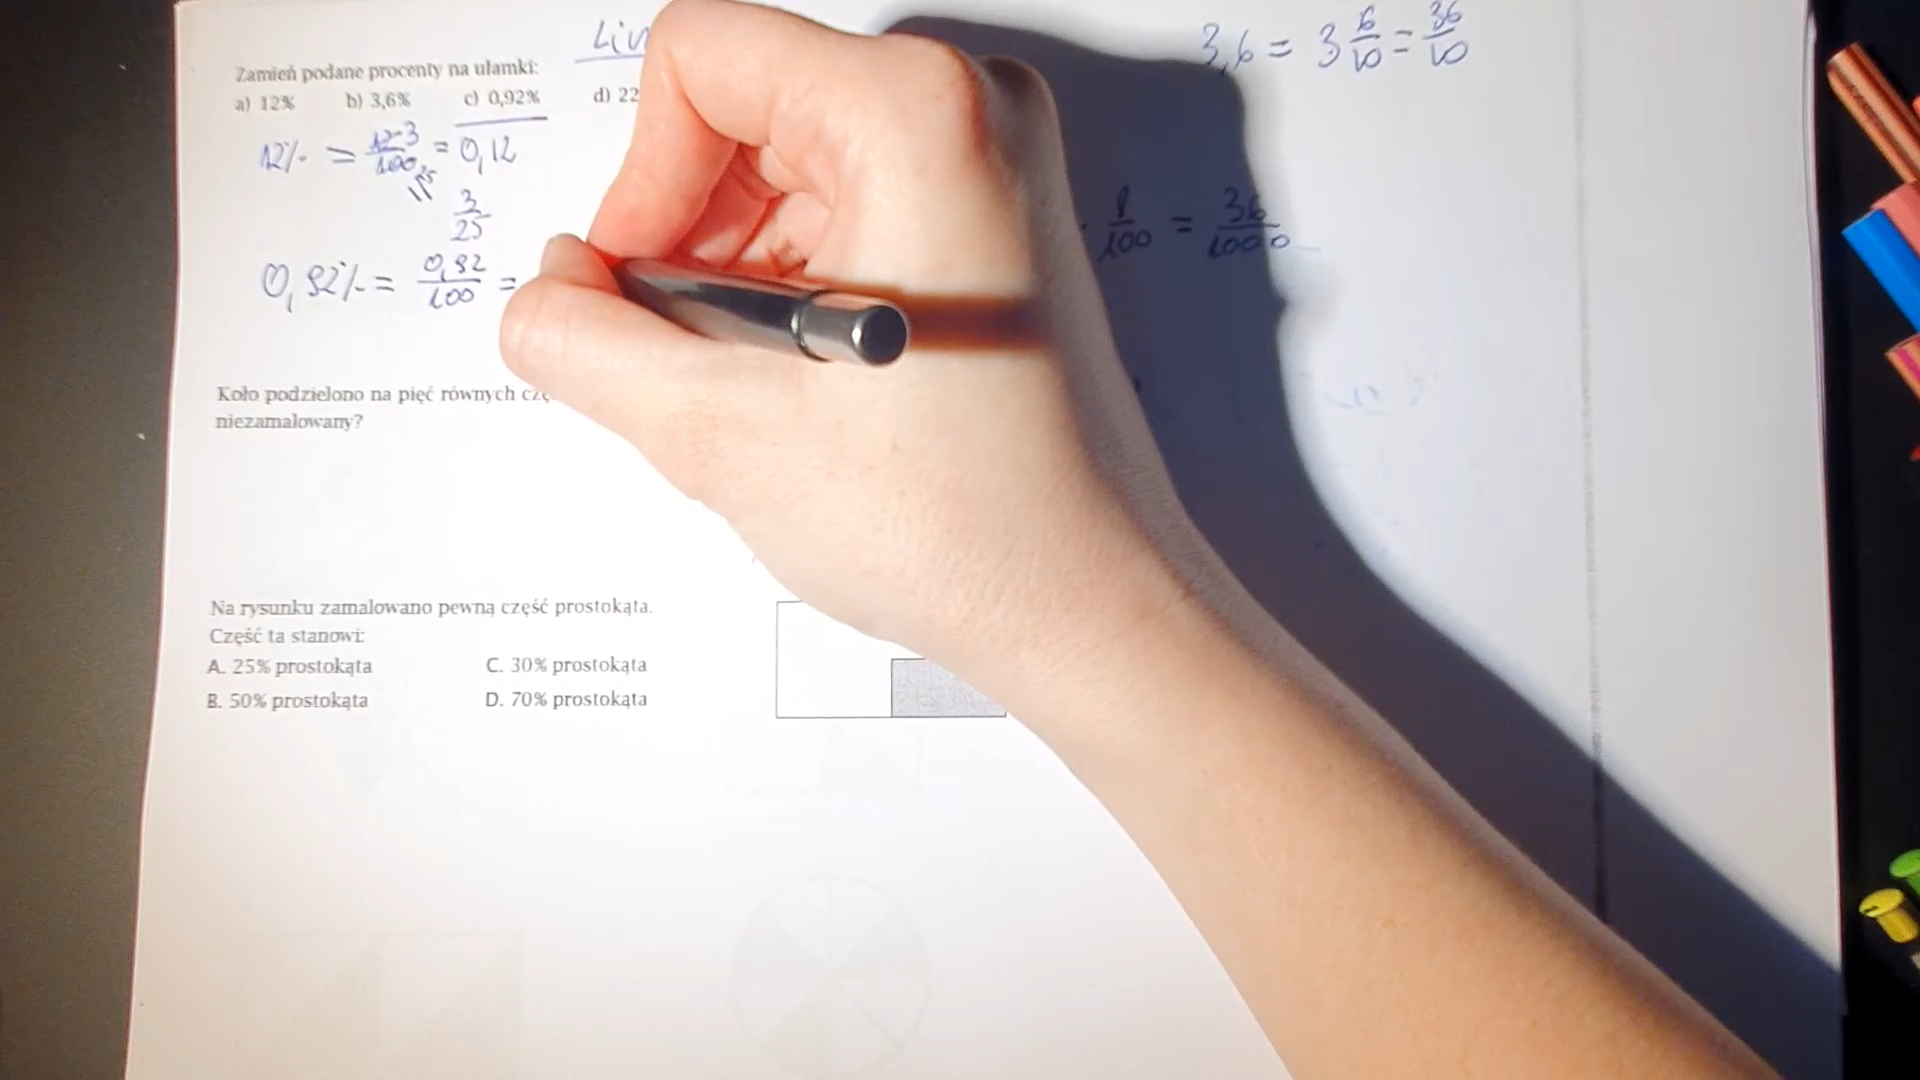 Zamień podane procenty na ułamki:
a) 12% b) 3,6% c) 0,92% d) 22
3,6 = 3 6/10 = 36/10
12% = 12 3/100 25 = 0,12
3/25
1/100 = 36/1000
0,92% = 0,92/100 =
Koło podzielono na pięć równych
niezamalowany?
Na rysunku zamalowano pewną część prostokąta.
Część ta stanowi:
A. 25% prostokąta C. 30% prostokąta
B. 50% prostokąta D. 70% prostokąta